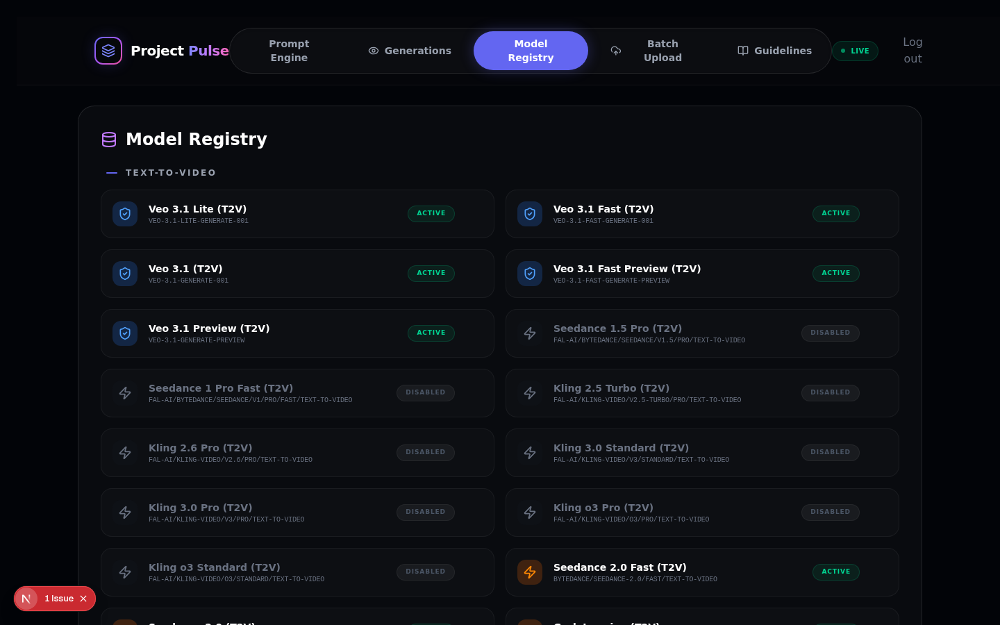 Project Pulse
Prompt
Engine
Generations
Model
Registry
Batch
Upload
Guidelines
LIVE
Log
out
Model Registry
TEXT-TO-VIDEO
Veo 3.1 Lite (T2V)
VEO-3.1-LITE-GENERATE-001
ACTIVE
Veo 3.1 Fast (T2V)
VEO-3.1-FAST-GENERATE-001
ACTIVE
Veo 3.1 (T2V)
VEO-3.1-GENERATE-001
ACTIVE
Veo 3.1 Fast Preview (T2V)
VEO-3.1-FAST-GENERATE-PREVIEW
ACTIVE
Veo 3.1 Preview (T2V)
VEO-3.1-GENERATE-PREVIEW
ACTIVE
Seedance 1.5 Pro (T2V)
FAL-AI/BYTEDANCE/SEEDANCE/V1.5/PRO/TEXT-TO-VIDEO
DISABLED
Seedance 1 Pro Fast (T2V)
FAL-AI/BYTEDANCE/SEEDANCE/V1/PRO/FAST/TEXT-TO-VIDEO
DISABLED
Kling 2.5 Turbo (T2V)
FAL-AI/KLING-VIDEO/V2.5-TURBO/PRO/TEXT-TO-VIDEO
DISABLED
Kling 2.6 Pro (T2V)
FAL-AI/KLING-VIDEO/V2.6/PRO/TEXT-TO-VIDEO
DISABLED
Kling 3.0 Standard (T2V)
FAL-AI/KLING-VIDEO/V3/STANDARD/TEXT-TO-VIDEO
DISABLED
Kling 3.0 Pro (T2V)
FAL-AI/KLING-VIDEO/V3/PRO/TEXT-TO-VIDEO
DISABLED
Kling o3 Pro (T2V)
FAL-AI/KLING-VIDEO/O3/PRO/TEXT-TO-VIDEO
DISABLED
Kling o3 Standard (T2V)
FAL-AI/KLING-VIDEO/O3/STANDARD/TEXT-TO-VIDEO
DISABLED
Seedance 2.0 Fast (T2V)
BYTEDANCE/SEEDANCE-2.0/FAST/TEXT-TO-VIDEO
ACTIVE
1 Issue